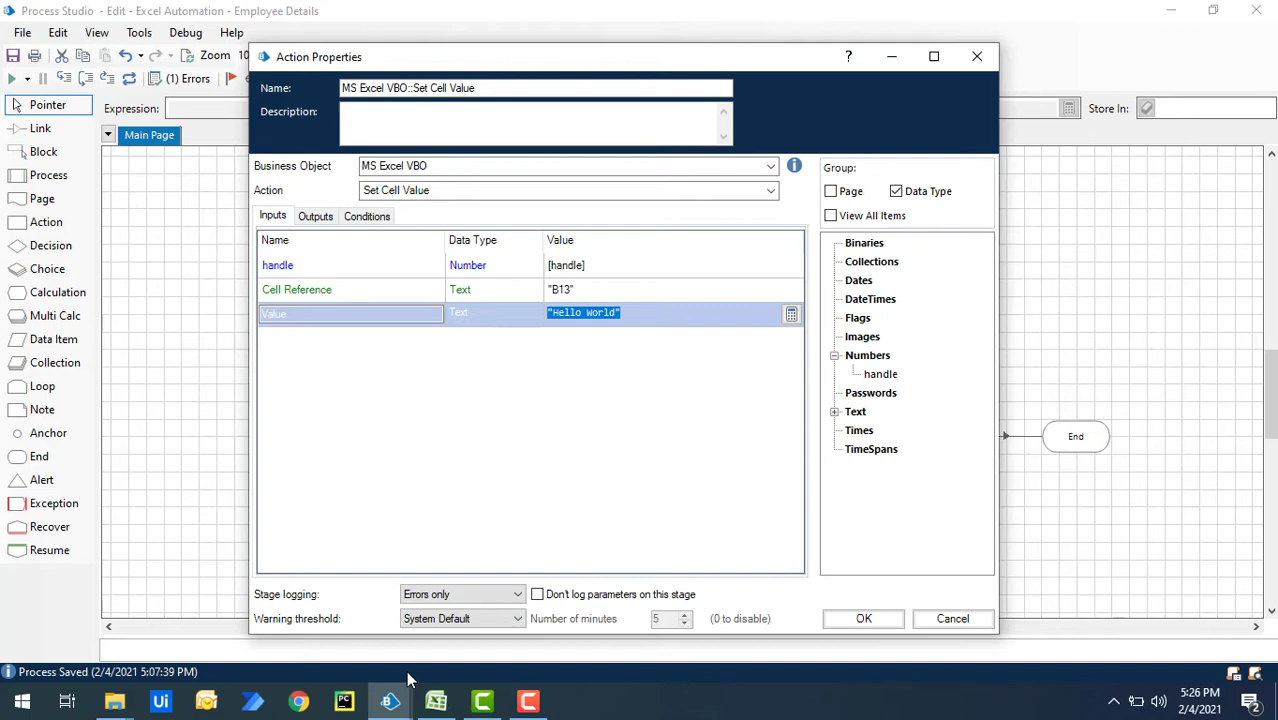 Process Studio - Edit - Excel Automation - Employee Details
File Edit View Tools Debug Help
Zoom 10
(1) Errors
Pointer
Expression:
Store In:
Link
Main Page
Block
Process
Page
Action
Decision
Choice
Calculation
Multi Calc
Data Item
Collection
Loop
Note
Anchor
End
Alert
Exception
Recover
Resume
Action Properties
?
Name: MS Excel VBO::Set Cell Value
Description:
Business Object MS Excel VBO
Action Set Cell Value
Inputs Outputs Conditions
Name Data Type Value
handle Number [handle]
Cell Reference Text "B13"
Value Text "Hello World"
Group:
Page Data Type
View All Items
Binaries
Collections
Dates
DateTimes
Flags
Images
Numbers
handle
Passwords
Text
Times
TimeSpans
Stage logging: Errors only Don't log parameters on this stage
Warning threshold: System Default Number of minutes 5 (0 to disable)
OK Cancel
End
Process Saved (2/4/2021 5:07:39 PM)
Ui
PC
5:26 PM
2/4/2021
2